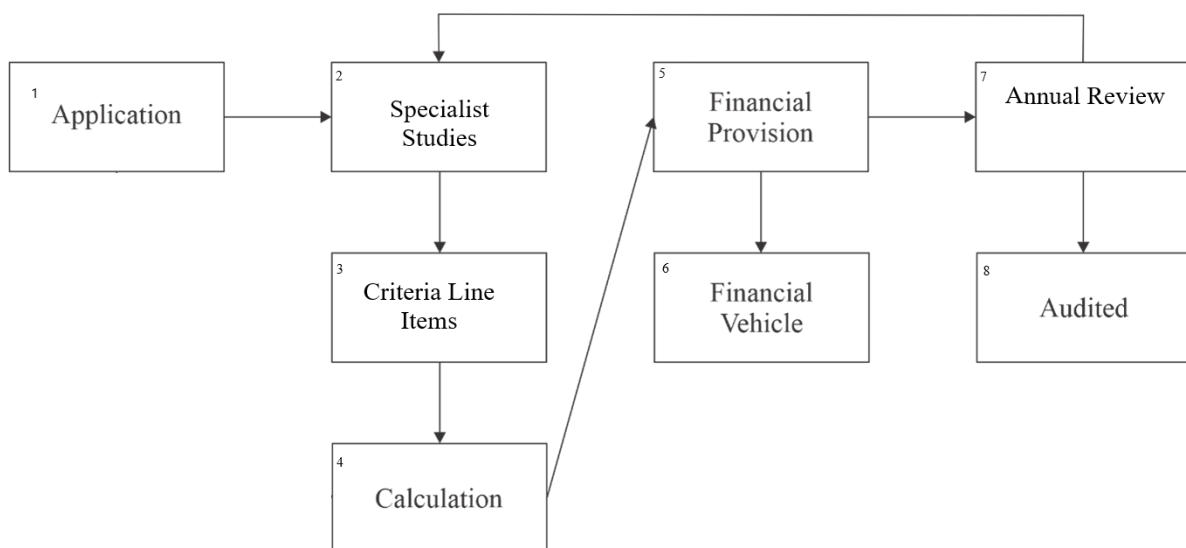 1
Application
2
Specialist
Studies
3
Criteria Line
Items
4
Calculation
5
Financial
Provision
6
Financial
Vehicle
7
Annual Review
8
Audited